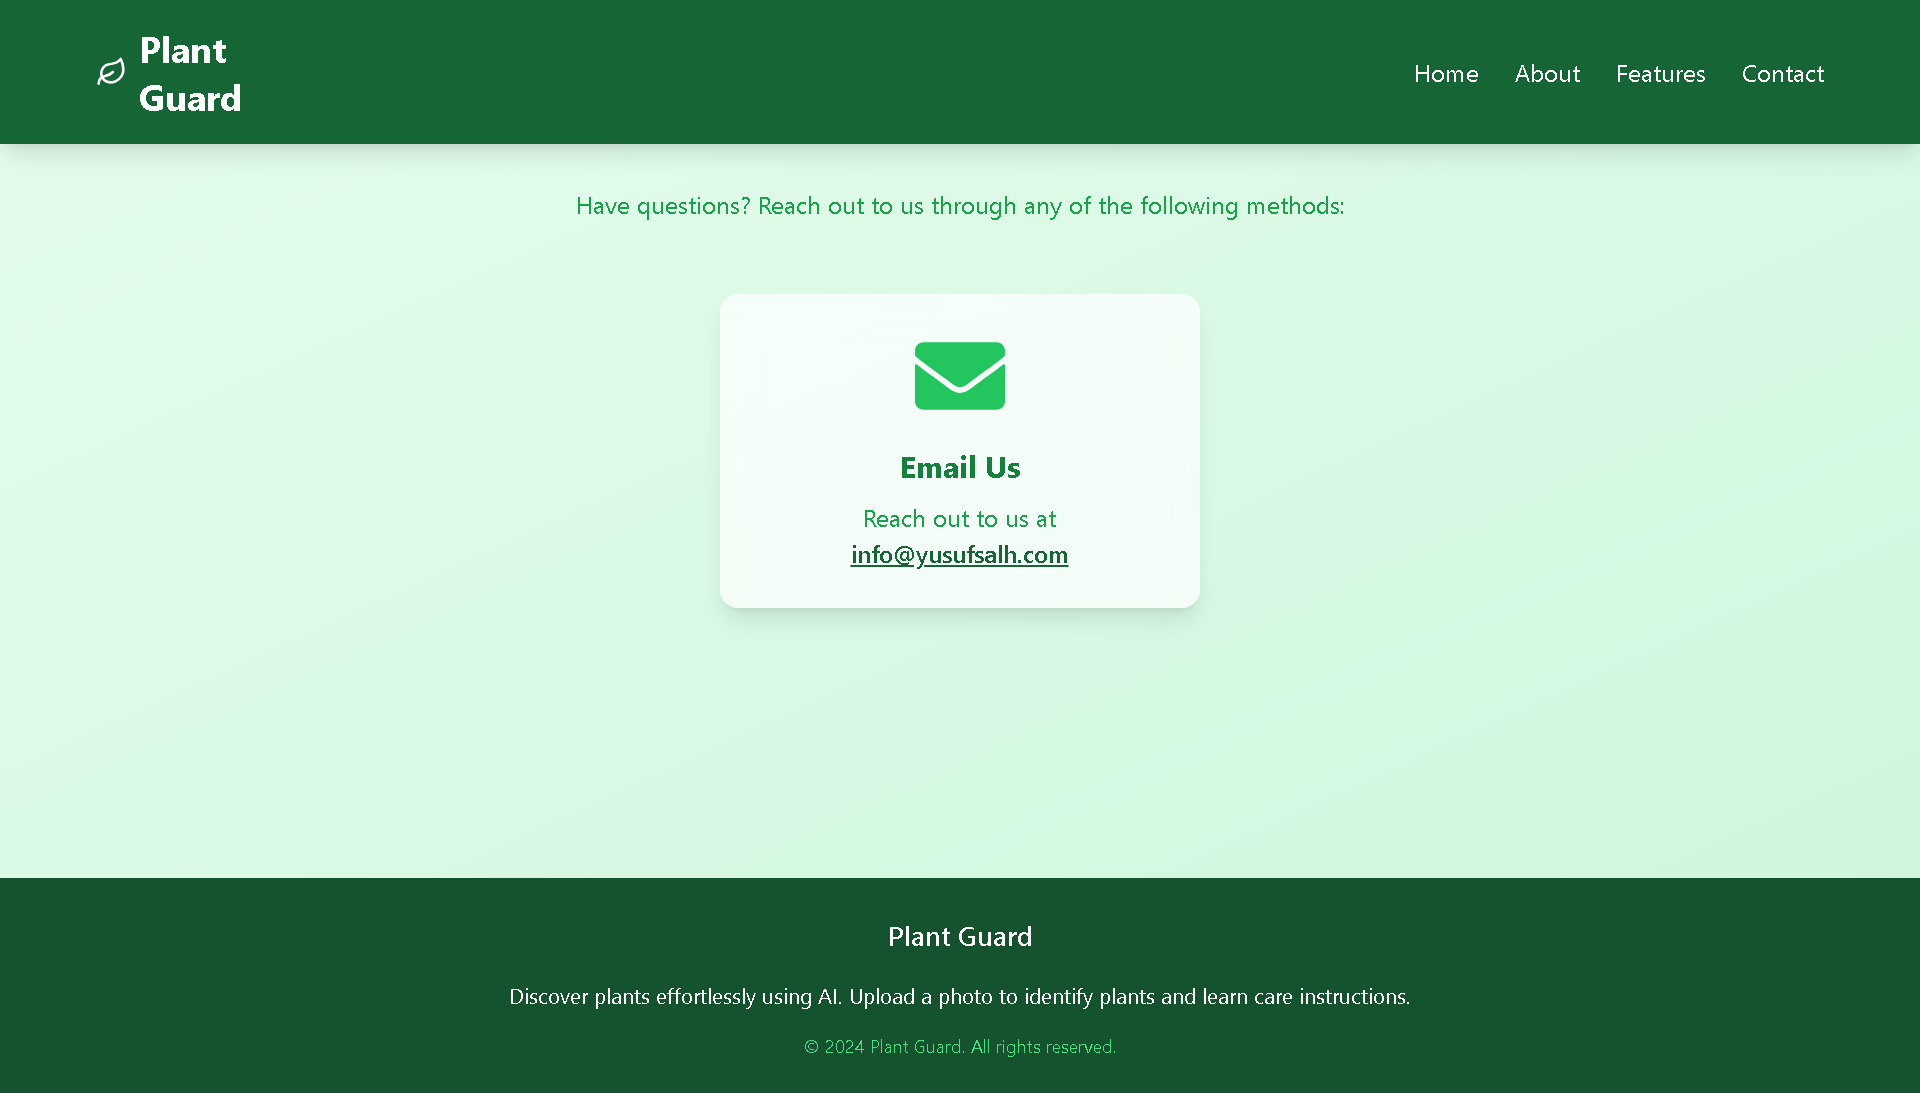 Plant
Guard
Home About Features Contact
Have questions? Reach out to us through any of the following methods:
Email Us
Reach out to us at
info@yusufsalh.com
Plant Guard
Discover plants effortlessly using AI. Upload a photo to identify plants and learn care instructions.
© 2024 Plant Guard. All rights reserved.